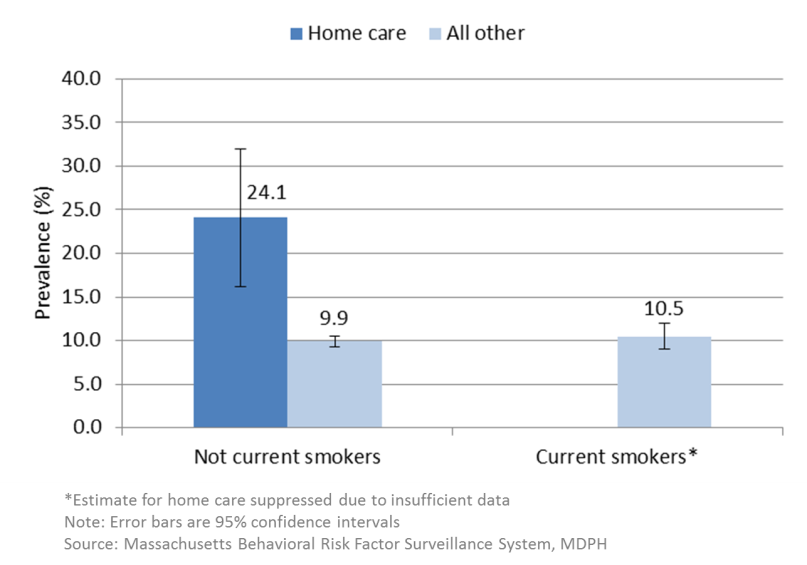 Home care All other
40.0
35.0
30.0
25.0
20.0
15.0
10.0
5.0
0.0
Prevalence (%)
24.1
9.9
10.5
Not current smokers Current smokers*
*Estimate for home care suppressed due to insufficient data
Note: Error bars are 95% confidence intervals
Source: Massachusetts Behavioral Risk Factor Surveillance System, MDPH